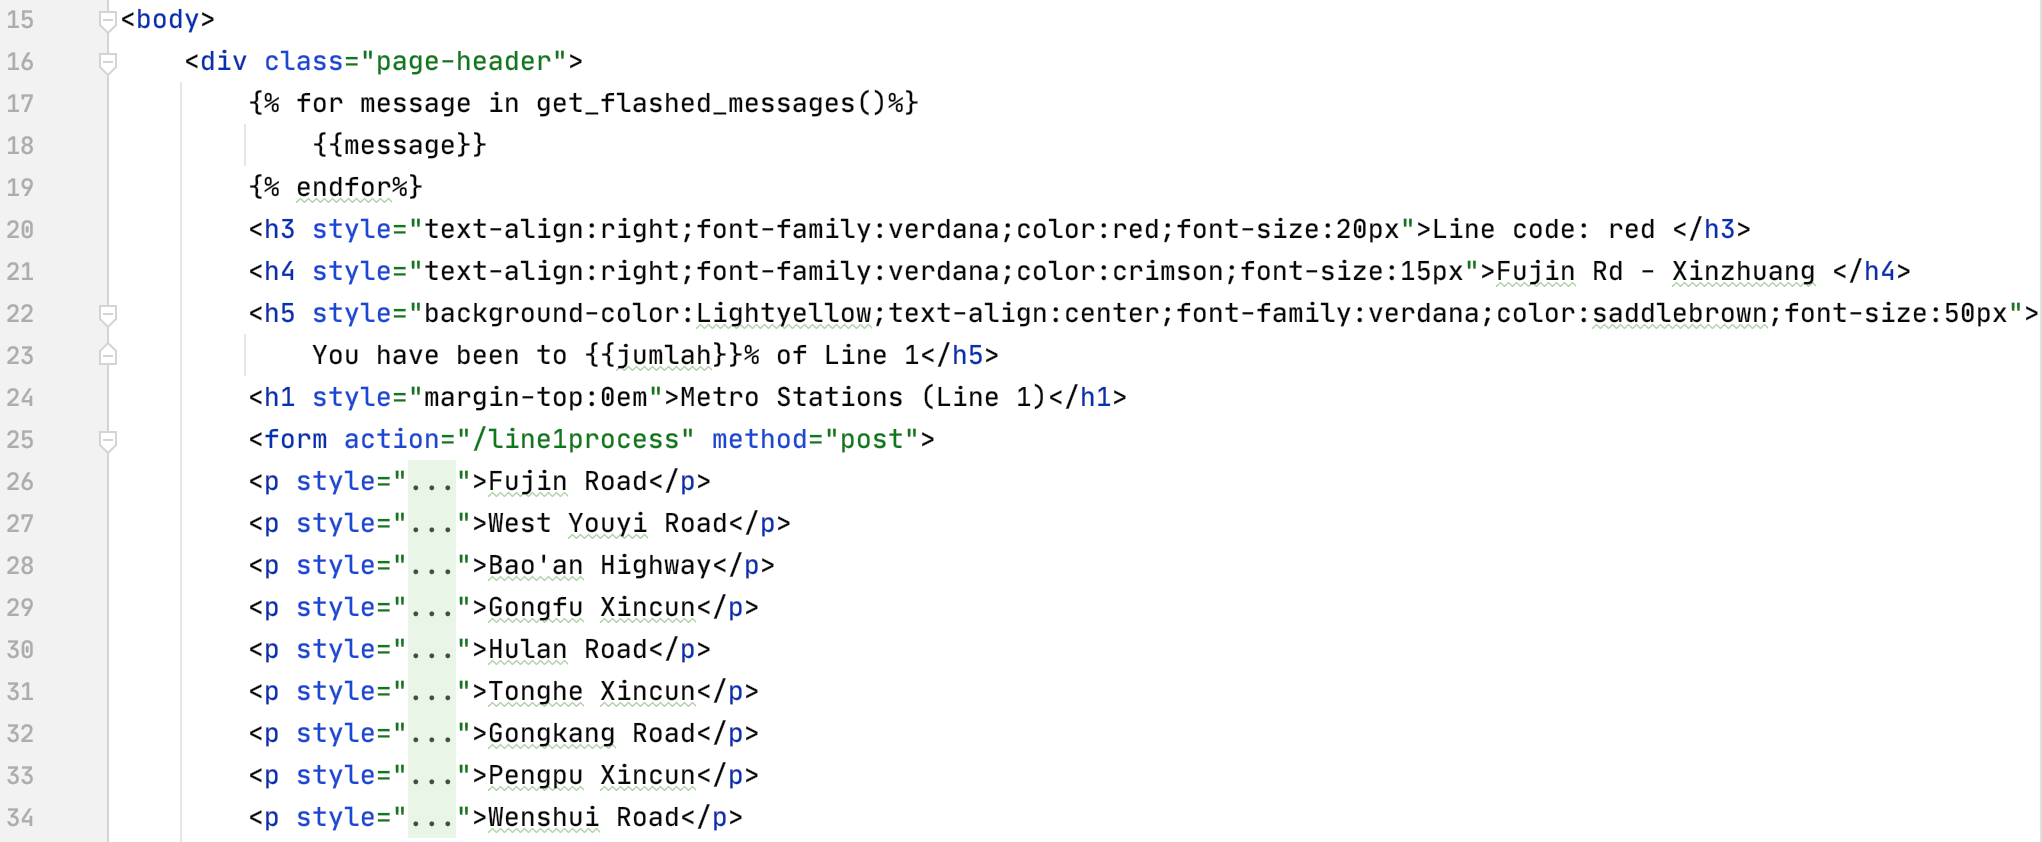 15 <body>
16     <div class="page-header">
17         {% for message in get_flashed_messages()%}
18             {{message}}
19         {% endfor%}
20         <h3 style="text-align:right;font-family:verdana;color:red;font-size:20px">Line code: red </h3>
21         <h4 style="text-align:right;font-family:verdana;color:crimson;font-size:15px">Fujin Rd - Xinzhuang </h4>
22         <h5 style="background-color:Lightyellow;text-align:center;font-family:verdana;color:saddlebrown;font-size:50px">
23             You have been to {{jumlah}}% of Line 1</h5>
24         <h1 style="margin-top:0em">Metro Stations (Line 1)</h1>
25         <form action="/line1process" method="post">
26         <p style="...">Fujin Road</p>
27         <p style="...">West Youyi Road</p>
28         <p style="...">Bao'an Highway</p>
29         <p style="...">Gongfu Xincun</p>
30         <p style="...">Hulan Road</p>
31         <p style="...">Tonghe Xincun</p>
32         <p style="...">Gongkang Road</p>
33         <p style="...">Pengpu Xincun</p>
34         <p style="...">Wenshui Road</p>